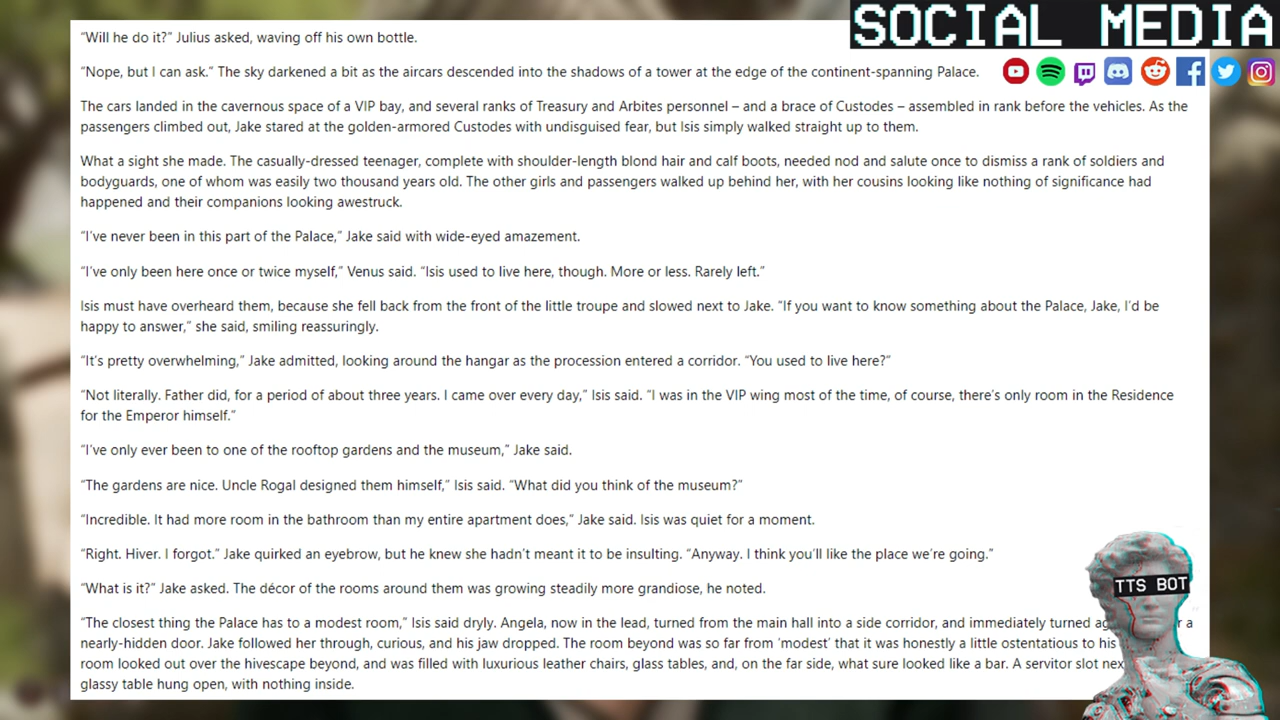 SOCIAL MEDIA
“Will he do it?” Julius asked, waving off his own bottle.
“Nope, but I can ask.” The sky darkened a bit as the aircars descended into the shadows of a tower at the edge of the continent-spanning Palace.
The cars landed in the cavernous space of a VIP bay, and several ranks of Treasury and Arbites personnel – and a brace of Custodes – assembled in rank before the vehicles. As the
passengers climbed out, Jake stared at the golden-armored Custodes with undisguised fear, but Isis simply walked straight up to them.
What a sight she made. The casually-dressed teenager, complete with shoulder-length blond hair and calf boots, needed nod and salute once to dismiss a rank of soldiers and
bodyguards, one of whom was easily two thousand years old. The other girls and passengers walked up behind her, with her cousins looking like nothing of significance had
happened and their companions looking awestruck.
“I’ve never been in this part of the Palace,” Jake said with wide-eyed amazement.
“I’ve only been here once or twice myself,” Venus said. “Isis used to live here, though. More or less. Rarely left.”
Isis must have overheard them, because she fell back from the front of the little troupe and slowed next to Jake. “If you want to know something about the Palace, Jake, I’d be
happy to answer,” she said, smiling reassuringly.
“It’s pretty overwhelming,” Jake admitted, looking around the hangar as the procession entered a corridor. “You used to live here?”
“Not literally. Father did, for a period of about three years. I came over every day,” Isis said. “I was in the VIP wing most of the time, of course, there’s only room in the Residence
for the Emperor himself.”
“I’ve only ever been to one of the rooftop gardens and the museum,” Jake said.
“The gardens are nice. Uncle Rogal designed them himself,” Isis said. “What did you think of the museum?”
“Incredible. It had more room in the bathroom than my entire apartment does,” Jake said. Isis was quiet for a moment.
“Right. Hiver. I forgot.” Jake quirked an eyebrow, but he knew she hadn’t meant it to be insulting. “Anyway. I think you’ll like the place we’re going.”
“What is it?” Jake asked. The décor of the rooms around them was growing steadily more grandiose, he noted.
“The closest thing the Palace has to a modest room,” Isis said dryly. Angela, now in the lead, turned from the main hall into a side corridor, and immediately turned a
nearly-hidden door. Jake followed her through, curious, and his jaw dropped. The room beyond was so far from ‘modest’ that it was honestly a little ostentatious to his
room looked out over the hivescape beyond, and was filled with luxurious leather chairs, glass tables, and, on the far side, what sure looked like a bar. A servitor slot
glassy table hung open, with nothing inside.
TTS BOT